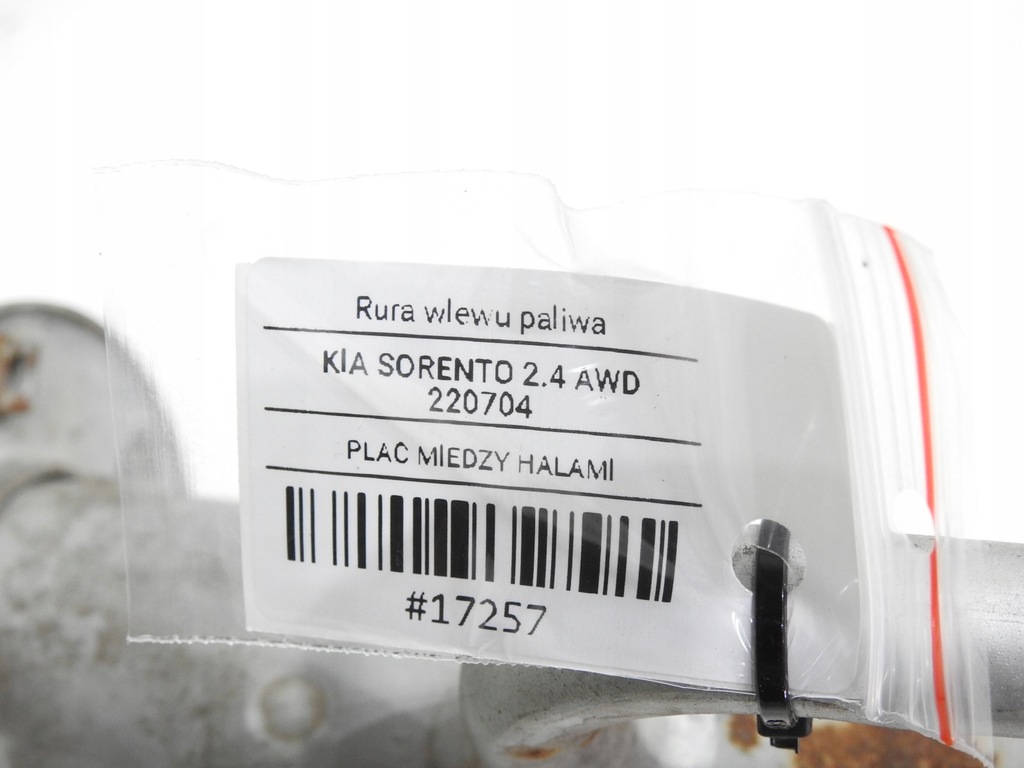 Rura wlewu paliwa
KIA SORENTO 2.4 AWD
220704
PLAC MIEDZY HALAMI
#17257